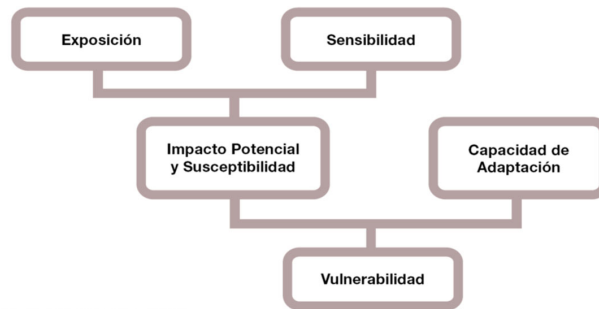 Exposición
Sensibilidad
Impacto Potencial
y Susceptibilidad
Capacidad de
Adaptación
Vulnerabilidad